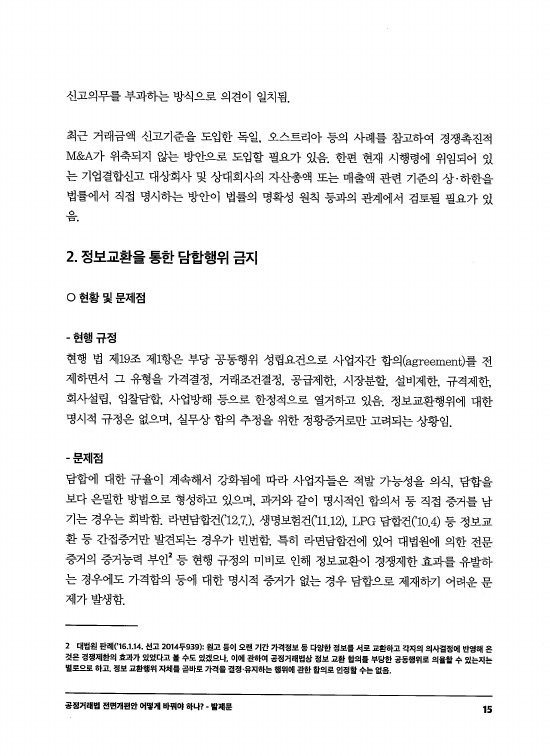 신고의무를 부과하는 방식으로 의견이 일치됨.
최근 거래금액 신고기준을 도입한 독일, 오스트리아 등의 사례를 참고하여 경쟁촉진적
M&A가 위축되지 않는 방안으로 도입할 필요가 있음. 한편 현재 시행령에 위임되어 있
는 기업결합신고 대상회사 및 상대회사의 자산총액 또는 매출액 관련 기준의 상·하한을
법률에서 직접 명시하는 방안이 법률의 명확성 원칙 등과의 관계에서 검토될 필요가 있
음.
2. 정보교환을 통한 담합행위 금지
○ 현황 및 문제점
- 현행 규정
현행 법 제19조 제1항은 부당 공동행위 성립요건으로 사업자간 합의(agreement)를 전
제하면서 그 유형을 가격결정, 거래조건결정, 공급제한, 시장분할, 설비제한, 규격제한,
회사설립, 입찰담합, 사업방해 등으로 한정적으로 열거하고 있음. 정보교환행위에 대한
명시적 규정은 없으며, 실무상 합의 추정을 위한 정황증거로만 고려되는 상황임.
- 문제점
담합에 대한 규율이 계속해서 강화됨에 따라 사업자들은 적발 가능성을 의식, 담합을
보다 은밀한 방법으로 형성하고 있으며, 과거와 같이 명시적인 합의서 등 직접 증거를 남
기는 경우는 희박함. 라면담합건('12.7.), 생명보험건('11.12), LPG 담합건('10.4) 등 정보교
환 등 간접증거만 발견되는 경우가 빈번함. 특히 라면담합건에 있어 대법원에 의한 전문
증거의 증거능력 부인² 등 현행 규정의 미비로 인해 정보교환이 경쟁제한 효과를 유발하
는 경우에도 가격합의 등에 대한 명시적 증거가 없는 경우 담합으로 제재하기 어려운 문
제가 발생함.
2 대법원 판례('16.1.14. 선고 2014두939): 원고 등이 오랜 기간 가격정보 등 다양한 정보를 서로 교환하고 각자의 의사결정에 반영해 온
것은 경쟁제한의 효과가 있었다고 볼 수도 있겠으나, 이에 관하여 공정거래법상 정보 교환 합의를 부당한 공동행위로 의율할 수 있는지는
별론으로 하고, 정보 교환행위 자체를 곧바로 가격을 결정·유지하는 행위에 관한 합의로 인정할 수는 없음.
공정거래법 전면개편안 어떻게 바꿔야 하나? - 발제문
15